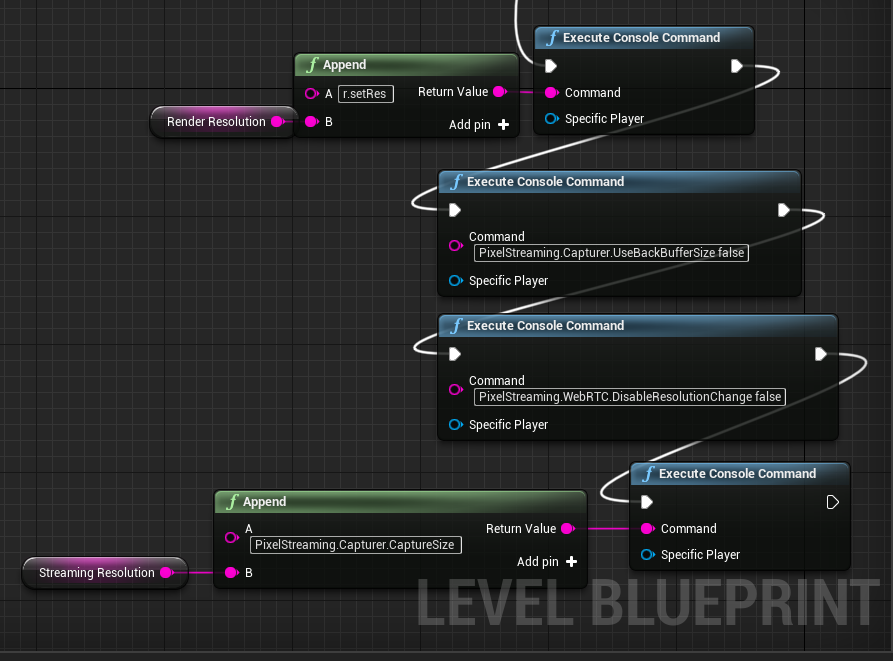 Execute Console Command
f Append
A r.setRes
Return Value
Command
Render Resolution
B
Add pin
Specific Player
f Execute Console Command
Command
PixelStreaming.Capturer.UseBackBufferSize false
Specific Player
f Execute Console Command
Command
PixelStreaming.WebRTC.DisableResolutionChange false
Specific Player
f Execute Console Command
f Append
A
Return Value
Command
PixelStreaming.Capturer.CaptureSize
Add pin
Specific Player
Streaming Resolution
B
LEVEL BLUEPRINT